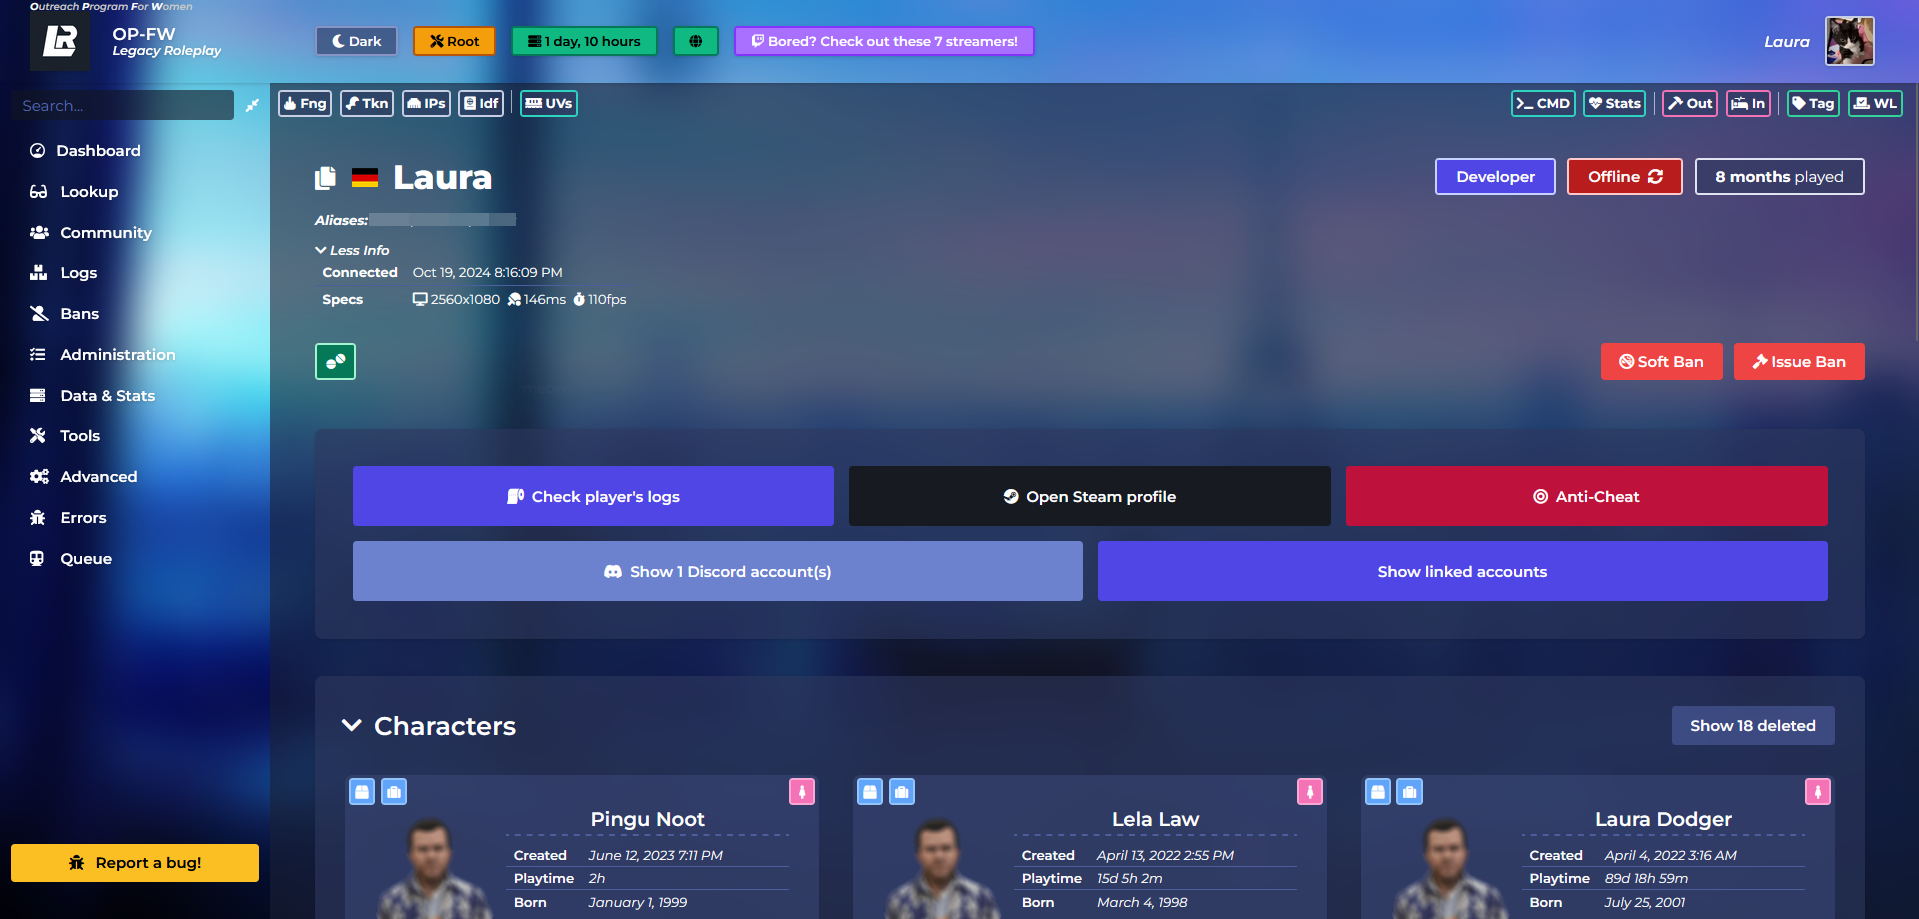 Outreach Program For Women
OP-FW
Legacy Roleplay
Dark
Root
1 day, 10 hours
Bored? Check out these 7 streamers!
Laura
Search...
Fng
Tkn
IPs
Idf
UVs
CMD
Stats
Out
In
Tag
WL
Dashboard
Lookup
Community
Logs
Bans
Administration
Data & Stats
Tools
Advanced
Errors
Queue
Report a bug!
Laura
Developer
Offline
8 months played
Aliases:
Less Info
Connected Oct 19, 2024 8:16:09 PM
Specs 2560x1080 146ms 110fps
Soft Ban
Issue Ban
Check player's logs
Open Steam profile
Anti-Cheat
Show 1 Discord account(s)
Show linked accounts
Characters
Show 18 deleted
Pingu Noot
Created June 12, 2023 7:11 PM
Playtime 2h
Born January 1, 1999
Lela Law
Created April 13, 2022 2:55 PM
Playtime 15d 5h 2m
Born March 4, 1998
Laura Dodger
Created April 4, 2022 3:16 AM
Playtime 89d 18h 59m
Born July 25, 2001